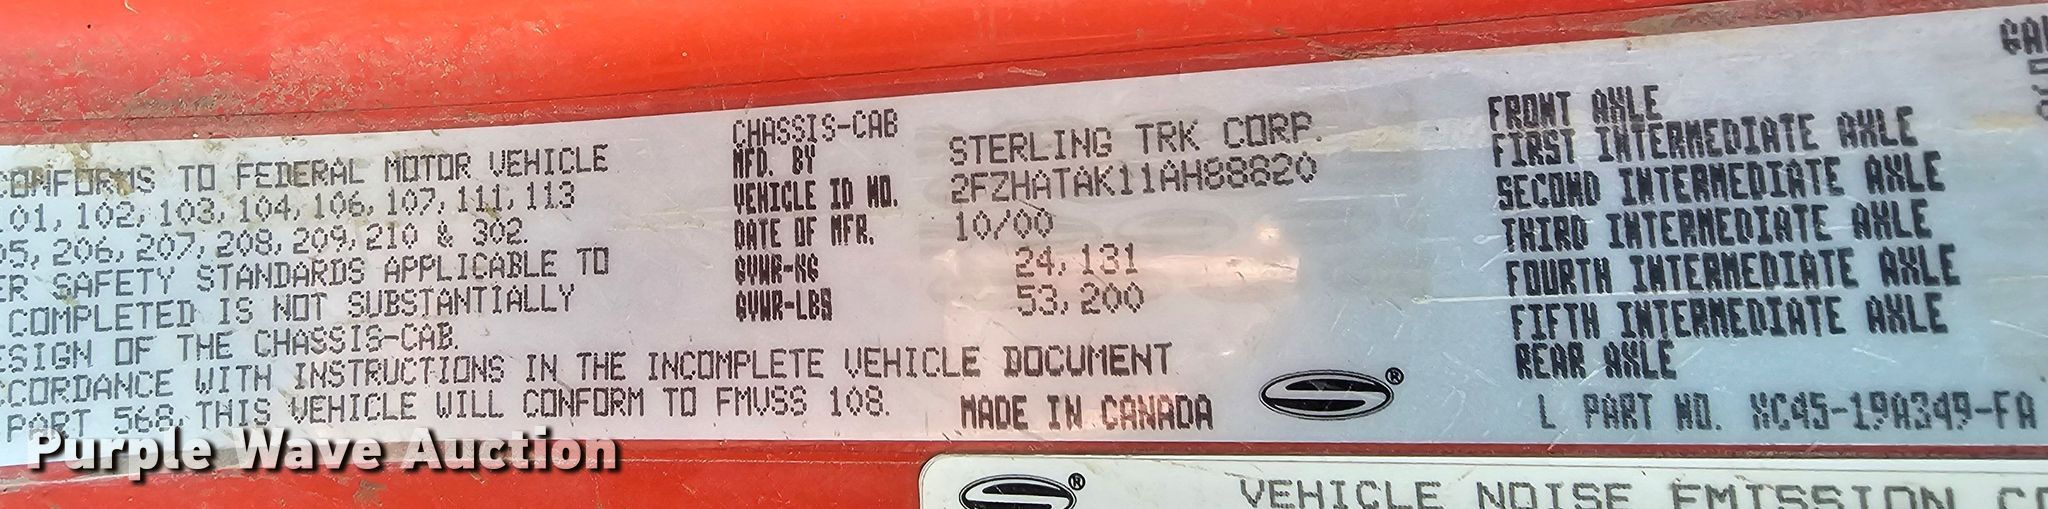 CONFORMS TO FEDERAL MOTOR VEHICLE
01, 102, 103, 104, 106, 107, 111, 113
05, 206, 207, 208, 209, 210 & 302.
ER SAFETY STANDARDS APPLICABLE TO
COMPLETED IS NOT SUBSTANTIALLY
ESIGN OF THE CHASSIS-CAB.
CCORDANCE WITH INSTRUCTIONS IN THE INCOMPLETE VEHICLE DOCUMENT
PART 568, THIS VEHICLE WILL CONFORM TO FMVSS 108.
CHASSIS-CAB
MFD. BY STERLING TRK CORP.
VEHICLE ID NO. 2FZHATAK11AH88820
DATE OF MFR. 10/00
GVWR-KG 24,131
GVWR-LBS 53,200
MADE IN CANADA
®
GA
FRONT AXLE
FIRST INTERMEDIATE AXLE
SECOND INTERMEDIATE AXLE
THIRD INTERMEDIATE AXLE
FOURTH INTERMEDIATE AXLE
FIFTH INTERMEDIATE AXLE
REAR AXLE
L PART NO. XC45-19A349-FA
Purple Wave Auction
®
VEHICLE NOISE EMISSION CO